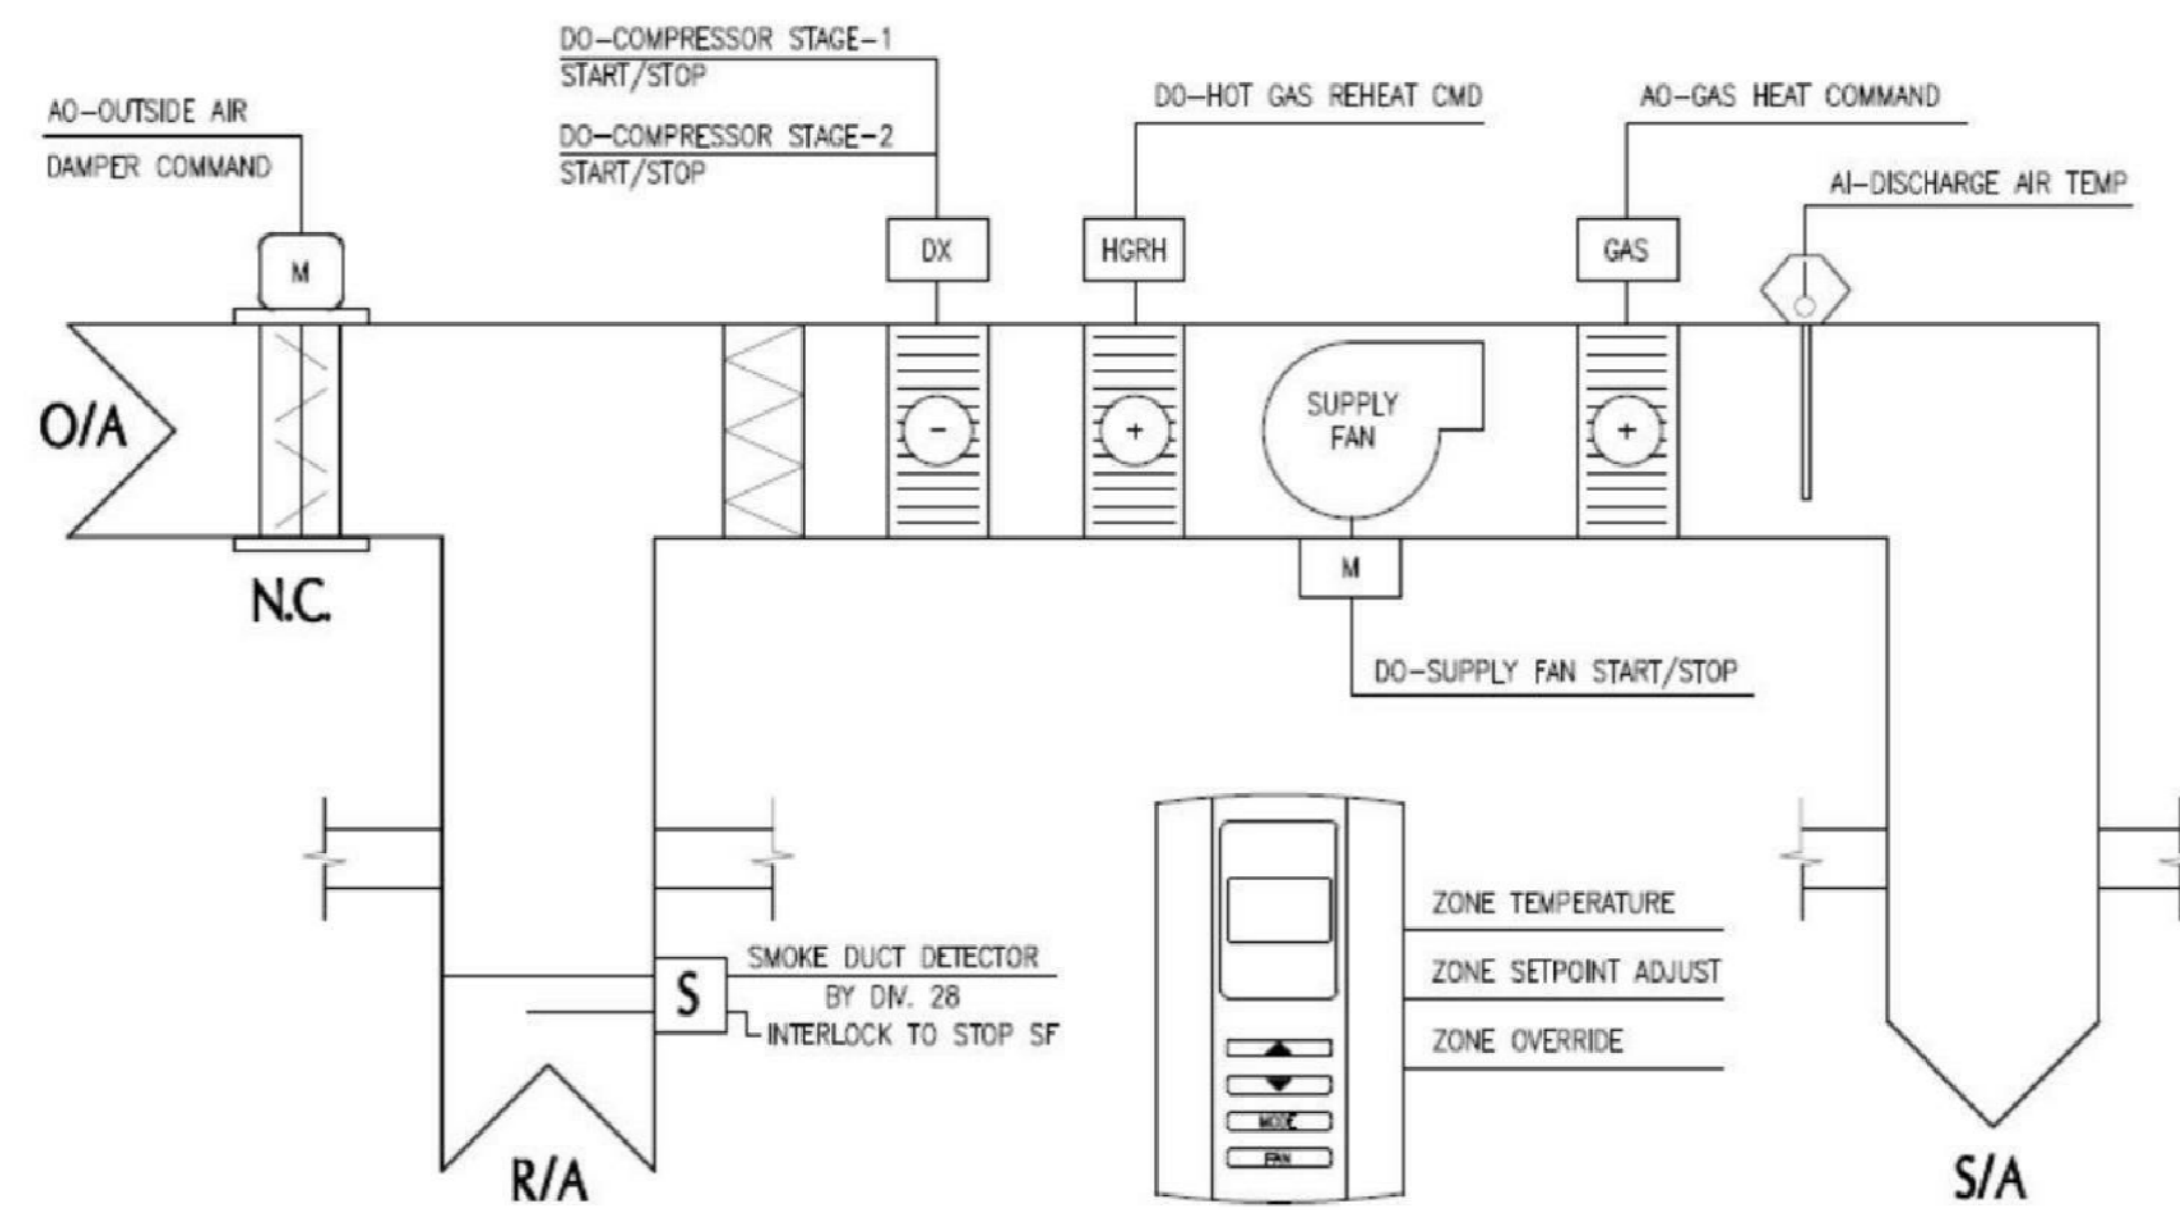 DO-COMPRESSOR STAGE-1
START/STOP
AO-OUTSIDE AIR
DAMPER COMMAND
DO-COMPRESSOR STAGE-2
START/STOP
DO-HOT GAS REHEAT CMD
AO-GAS HEAT COMMAND
AI-DISCHARGE AIR TEMP
M
DX
HGRH
GAS
O/A
-
+
SUPPLY
FAN
+
N.C.
M
DO-SUPPLY FAN START/STOP
ZONE TEMPERATURE
ZONE SETPOINT ADJUST
ZONE OVERRIDE
S
SMOKE DUCT DETECTOR
BY DIV. 28
INTERLOCK TO STOP SF
MODE
FAN
R/A
S/A